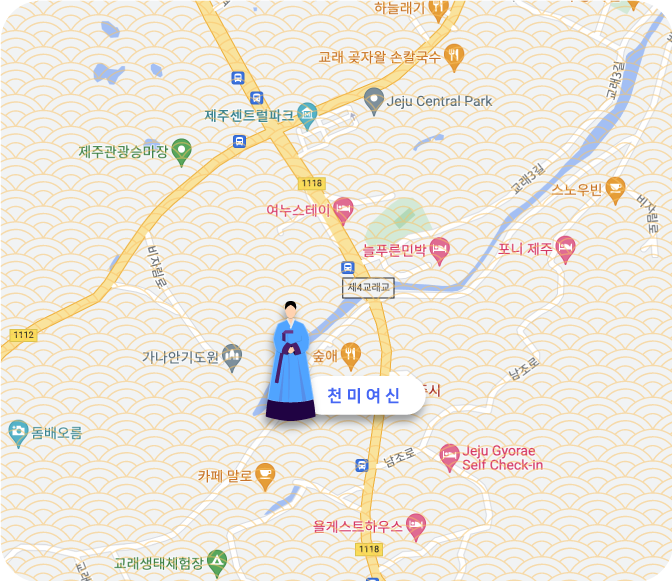 하늘래기
교래 곶자왈 손칼국수
교래3길
Jeju Central Park
제주센트럴파크
제주관광승마장
1118
교래3길
스노우빈
여누스테이
비자림로
늘푸른민박
포니 제주
비자림로
제4교래교
1112
가나안기도원
숲애
남조로
천미여신
주시
돔배오름
남조로
Jeju Gyorae
Self Check-in
카페 말로
욜게스트하우스
1118
교래생태체험장